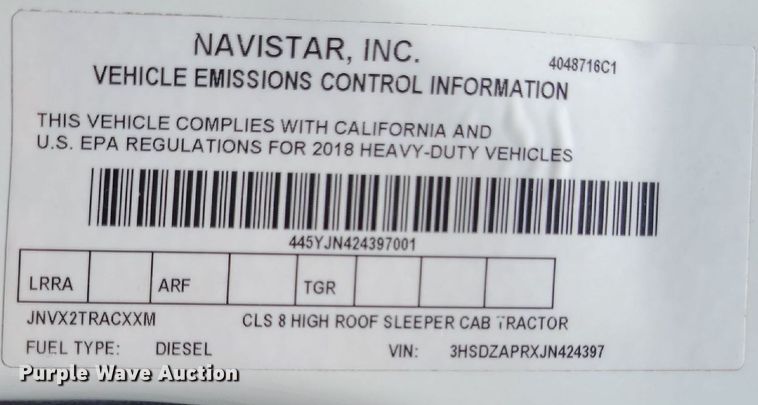 NAVISTAR, INC.
4048716C1
VEHICLE EMISSIONS CONTROL INFORMATION
THIS VEHICLE COMPLIES WITH CALIFORNIA AND
U.S. EPA REGULATIONS FOR 2018 HEAVY-DUTY VEHICLES
445YJN424397001
LRRA ARF TGR
JNVX2TRACXXM CLS 8 HIGH ROOF SLEEPER CAB TRACTOR
FUEL TYPE: DIESEL VIN: 3HSDZAPRXJN424397
Purple Wave Auction